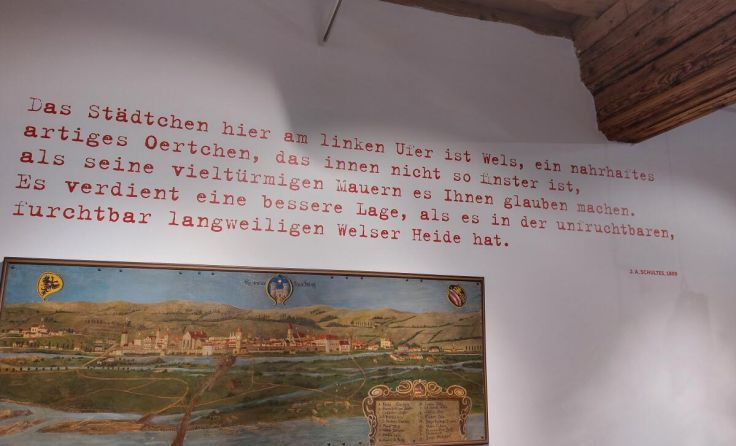 Das Städtchen hier am linken Ufer ist Wels, ein nahrhaftes
artiges Oertchen, das innen nicht so finster ist,
als seine vieltürmigen Mauern es Ihnen glauben machen.
Es verdient eine bessere Lage, als es in der unfruchtbaren,
furchtbar langweiligen Welser Heide hat.
J. A. SCHULTES, 1809